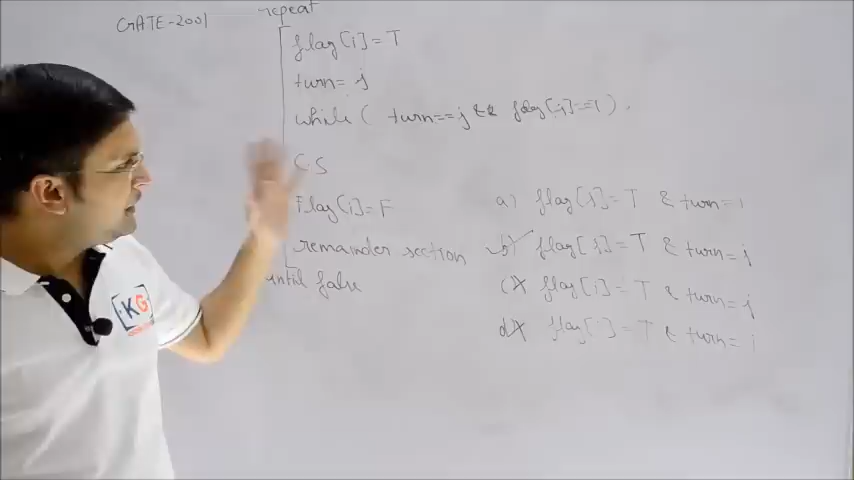 GATE-2001
repeat
flag[i] = T
turn = j
while ( turn==j && flag[j]==T )
CS
Flag[i] = F
remainder section
until false
a) flag[j] = T & turn = i
b) flag[j] = T & turn = j
c) flag[i] = T & turn = j
d) flag[i] = T & turn = i
KG